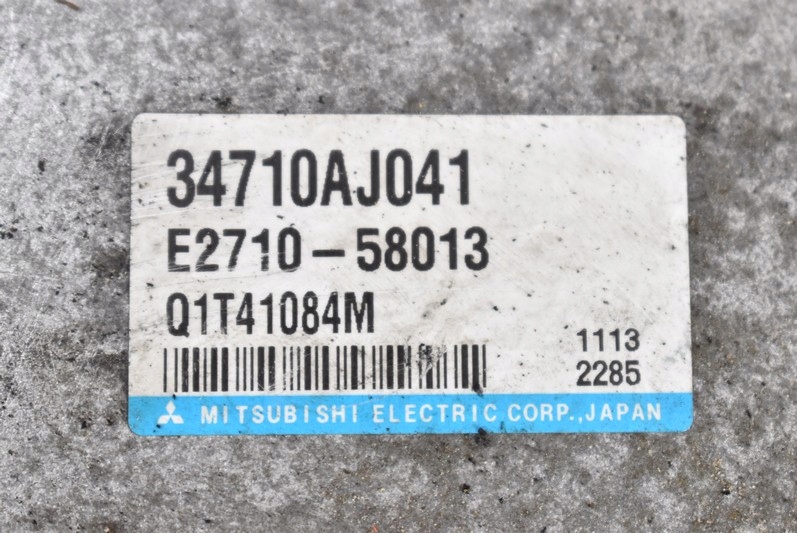 34710AJ041
E2710-58013
Q1T41084M
1113
2285
MITSUBISHI ELECTRIC CORP.,JAPAN